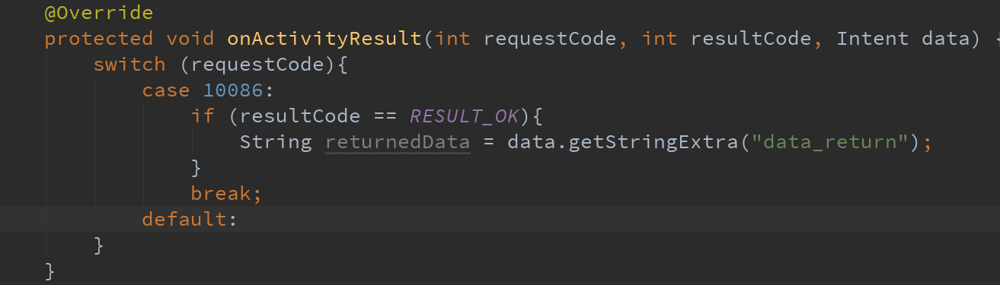 @Override
protected void onActivityResult(int requestCode, int resultCode, Intent data) {
switch (requestCode){
case 10086:
if (resultCode == RESULT_OK){
String returnedData = data.getStringExtra("data_return");
}
break;
default:
}
}